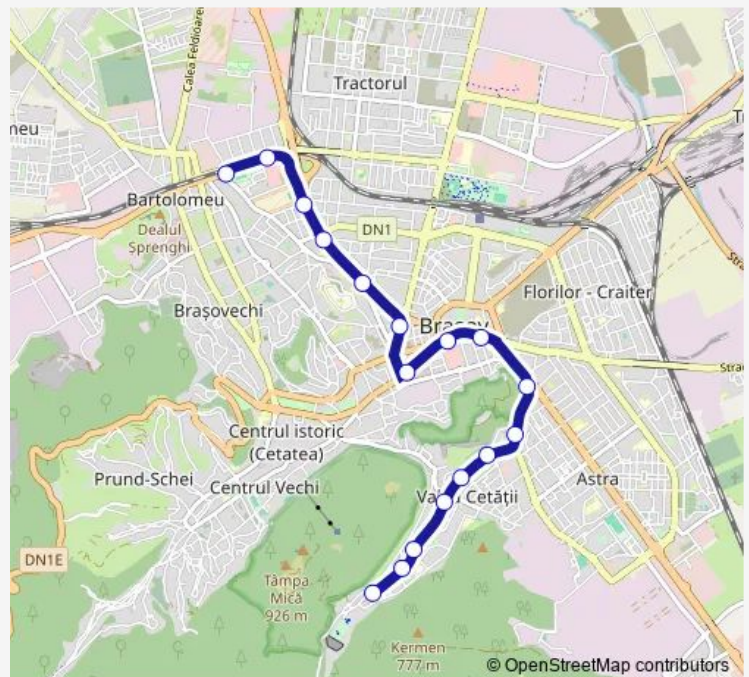 Calea Feldioarei
Tractorul
meu
Bartolomeu
Dealul
Sprenghi
DN1
Brașovechi
Florilor - Craiter
Brașov
Centrul istoric
(Cetatea)
Prund-Schei
Centrul Vechi
Astra
DN1E
Tâmpa
Mică
926 m
Kermen
777 m
© OpenStreetMap contributors